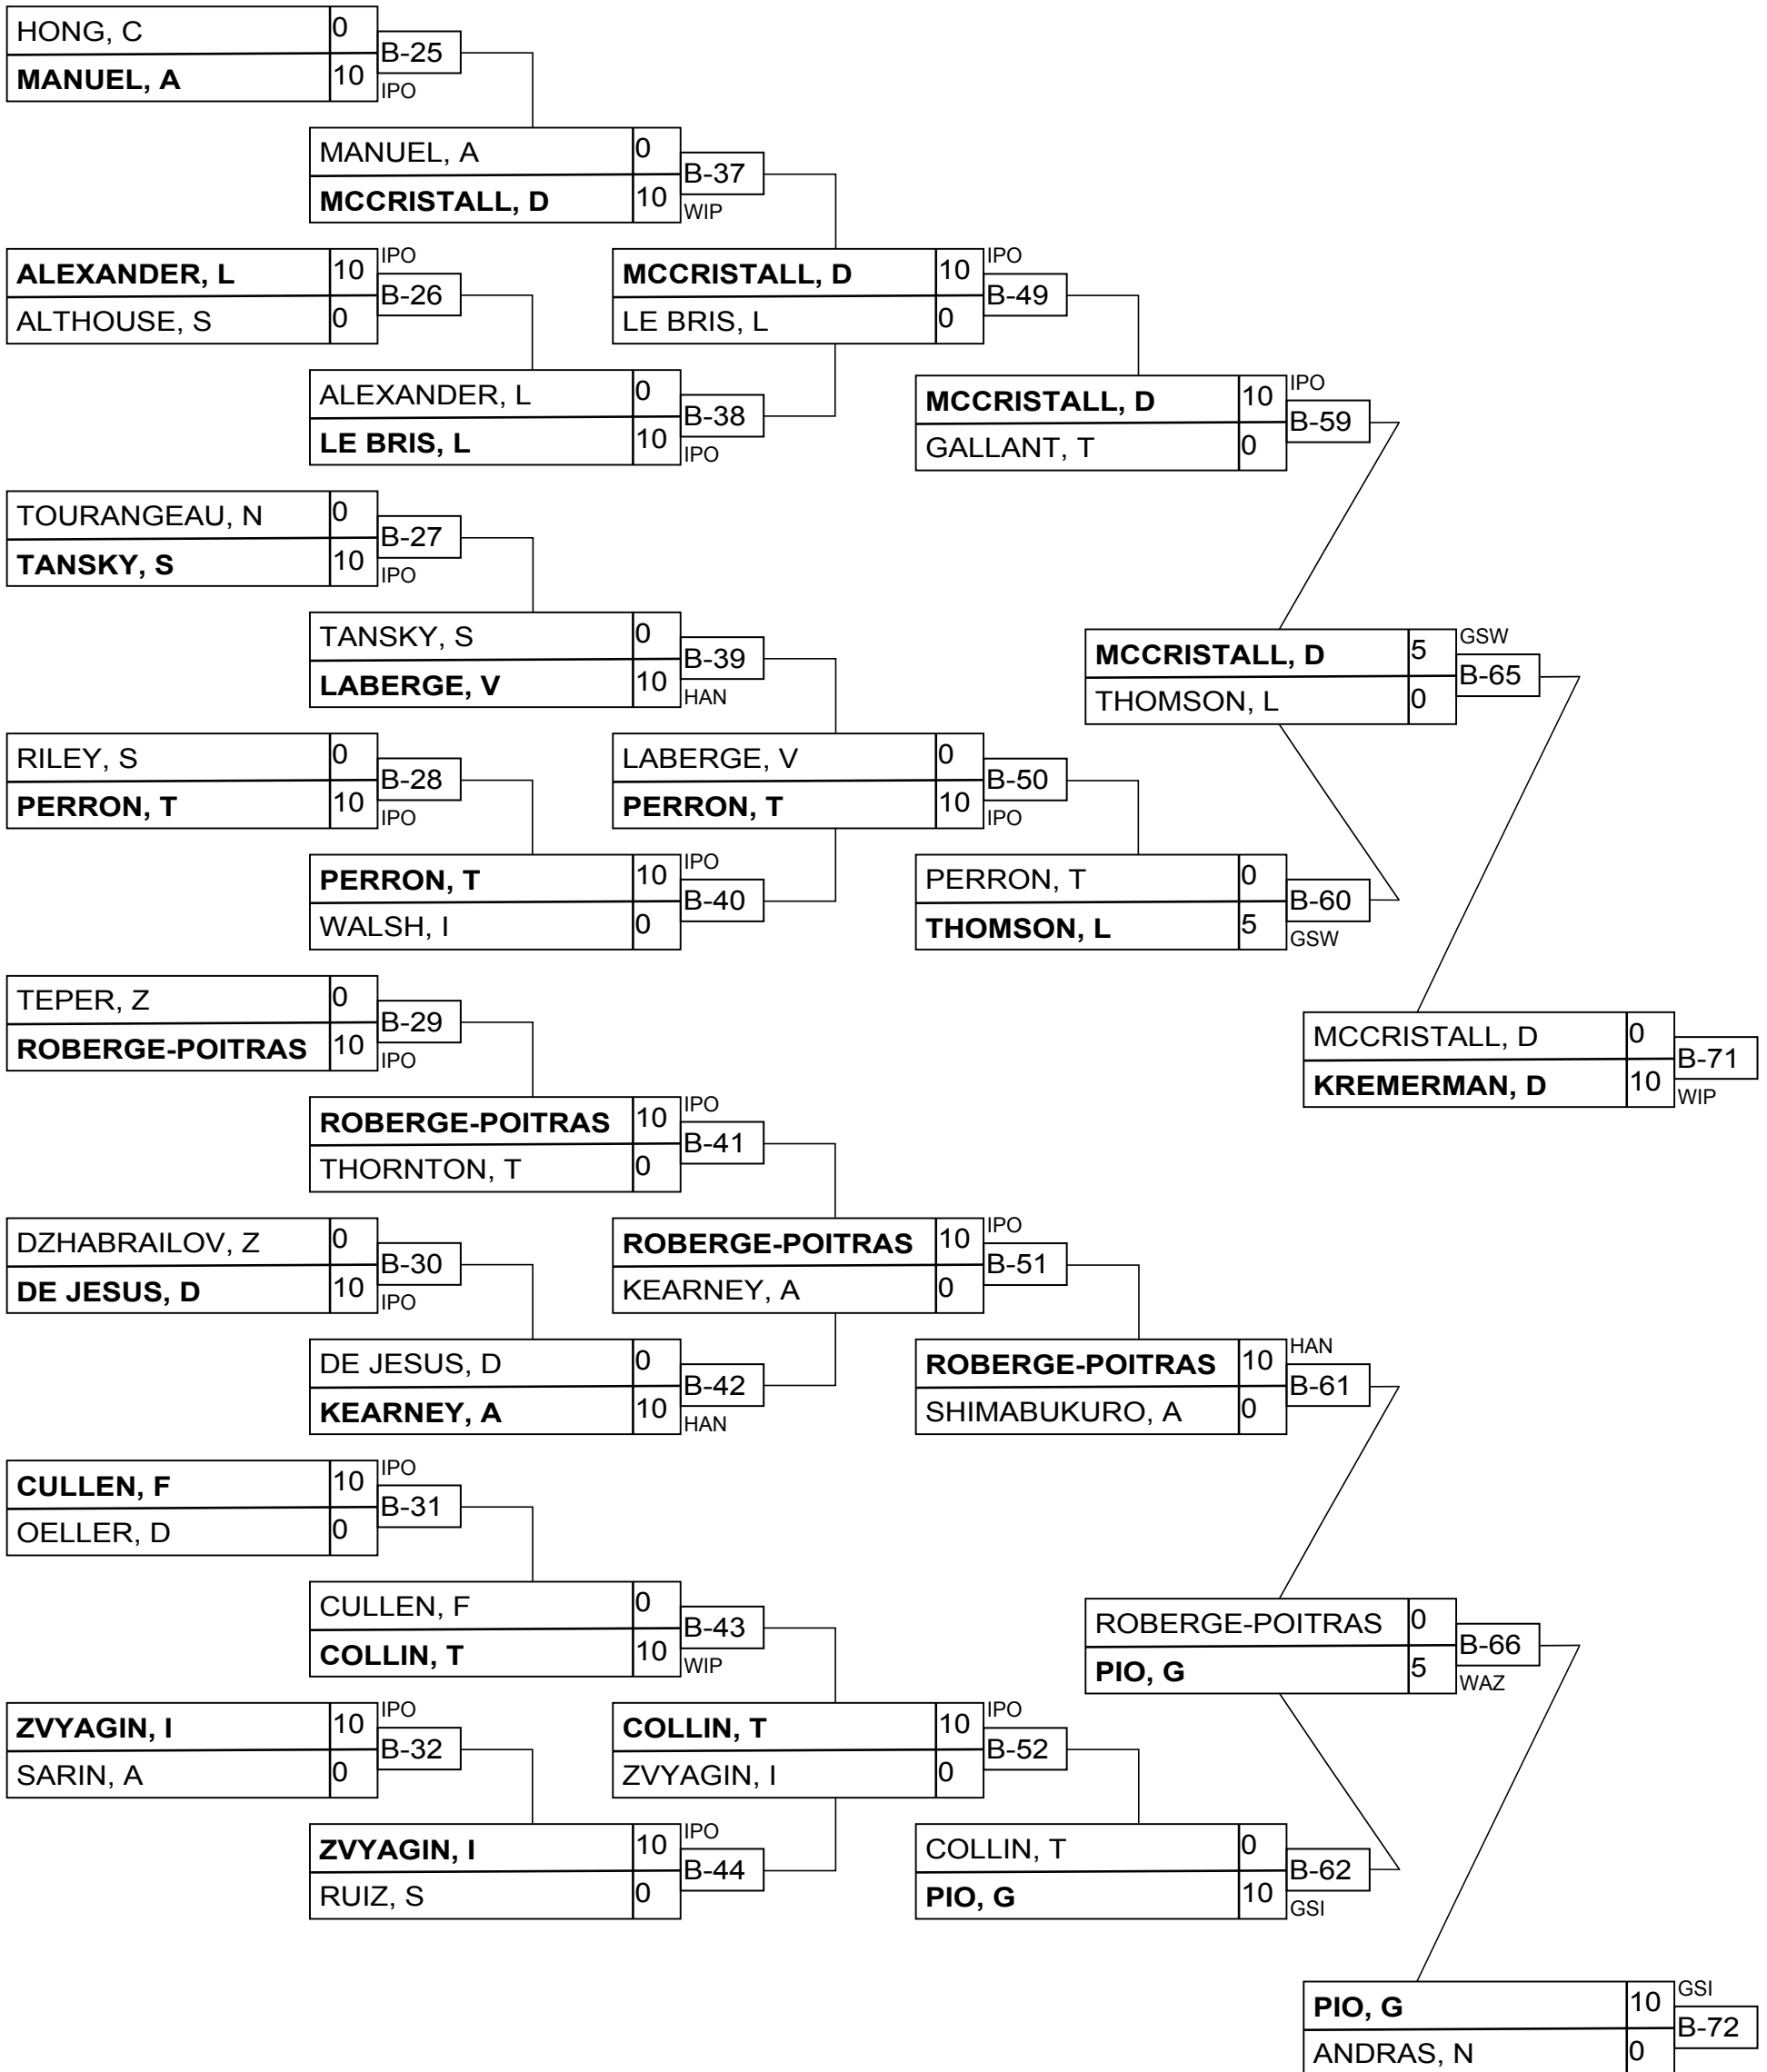 HONG, C 0
B-25
MANUEL, A 10
IPO
MANUEL, A 0
B-37
MCCRISTALL, D 10
WIP
ALEXANDER, L 10
IPO
B-26
ALTHOUSE, S 0
MCCRISTALL, D 10
IPO
B-49
LE BRIS, L 0
ALEXANDER, L 0
B-38
LE BRIS, L 10
IPO
MCCRISTALL, D 10
IPO
B-59
GALLANT, T 0
TOURANGEAU, N 0
B-27
TANSKY, S 10
IPO
TANSKY, S 0
B-39
LABERGE, V 10
HAN
MCCRISTALL, D 5
GSW
B-65
THOMSON, L 0
RILEY, S 0
B-28
PERRON, T 10
IPO
LABERGE, V 0
B-50
PERRON, T 10
IPO
PERRON, T 10
IPO
B-40
WALSH, I 0
PERRON, T 0
B-60
THOMSON, L 5
GSW
TEPER, Z 0
B-29
ROBERGE-POITRAS 10
IPO
MCCRISTALL, D 0
B-71
KREMERMAN, D 10
WIP
ROBERGE-POITRAS 10
IPO
B-41
THORNTON, T 0
DZHABRAILOV, Z 0
B-30
DE JESUS, D 10
IPO
ROBERGE-POITRAS 10
IPO
B-51
KEARNEY, A 0
DE JESUS, D 0
B-42
KEARNEY, A 10
HAN
ROBERGE-POITRAS 10
HAN
B-61
SHIMABUKURO, A 0
CULLEN, F 10
IPO
B-31
OELLER, D 0
CULLEN, F 0
B-43
COLLIN, T 10
WIP
ROBERGE-POITRAS 0
B-66
PIO, G 5
WAZ
ZVYAGIN, I 10
IPO
B-32
SARIN, A 0
COLLIN, T 10
IPO
B-52
ZVYAGIN, I 0
ZVYAGIN, I 10
IPO
B-44
RUIZ, S 0
COLLIN, T 0
B-62
PIO, G 10
GSI
PIO, G 10
GSI
B-72
ANDRAS, N 0